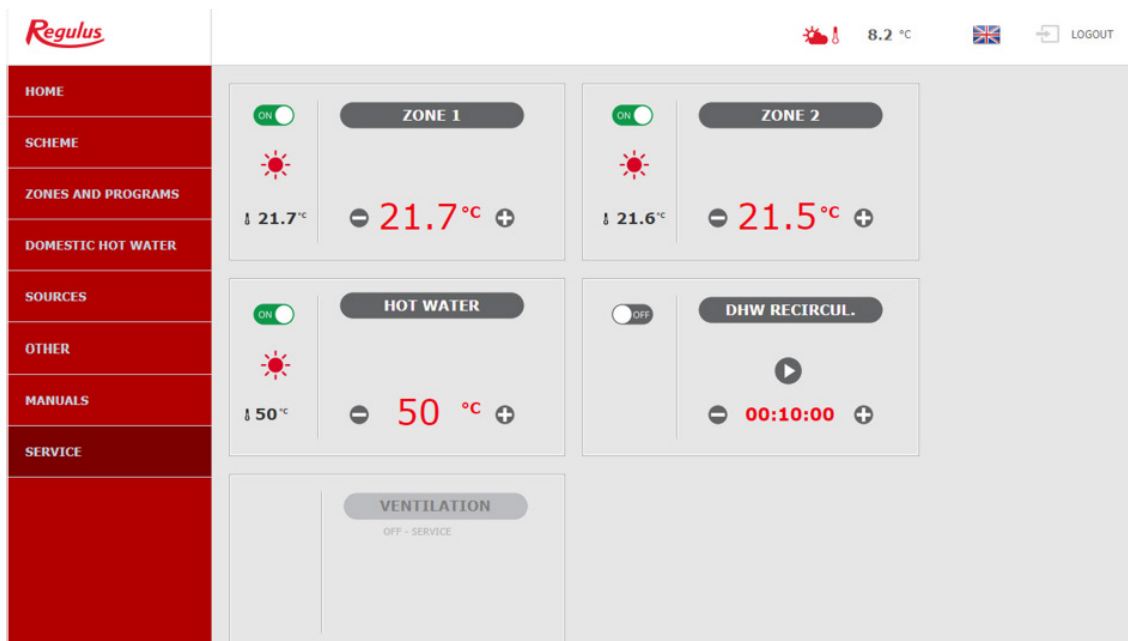 Regulus
8.2 °C
LOGOUT
HOME
SCHEME
ZONES AND PROGRAMS
DOMESTIC HOT WATER
SOURCES
OTHER
MANUALS
SERVICE
ON
ZONE 1
21.7°C
21.7°C
ON
ZONE 2
21.6°C
21.5°C
ON
HOT WATER
50°C
50 °C
OFF
DHW RECIRCUL.
00:10:00
VENTILATION
OFF - SERVICE